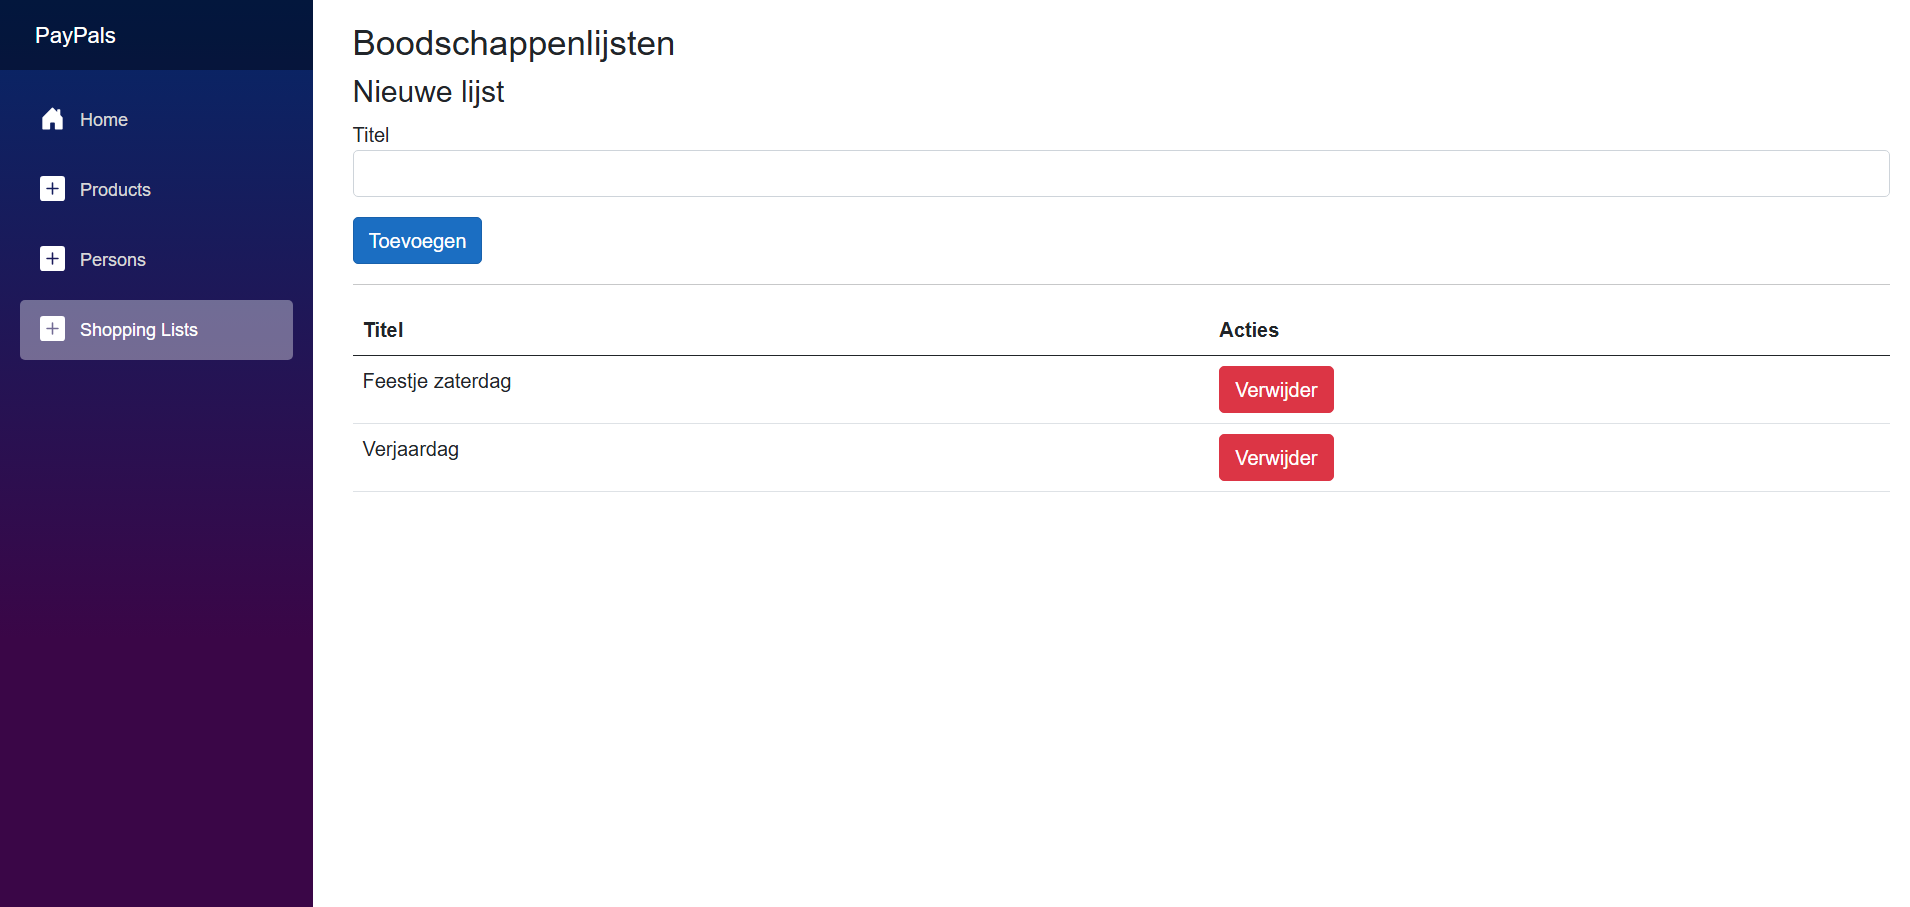 PayPals
Home
Products
Persons
Shopping Lists
Boodschappenlijsten
Nieuwe lijst
Titel
Toevoegen
Titel Acties
Feestje zaterdag Verwijder
Verjaardag Verwijder